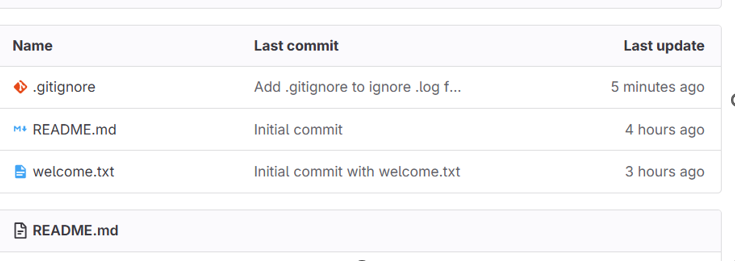 Name Last commit Last update
.gitignore Add .gitignore to ignore .log f... 5 minutes ago
README.md Initial commit 4 hours ago
welcome.txt Initial commit with welcome.txt 3 hours ago
README.md